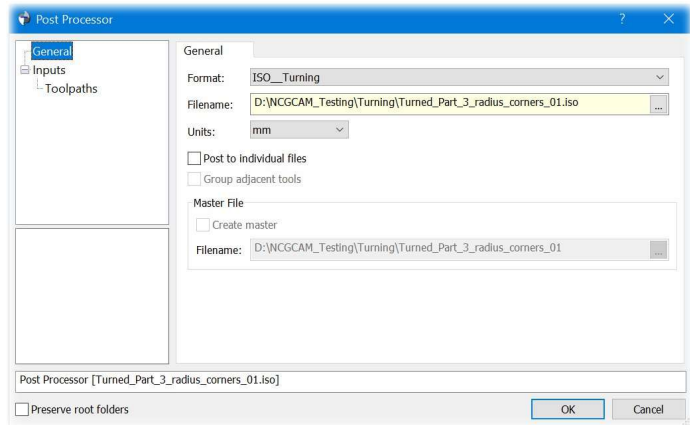 Post Processor
General
Inputs
Toolpaths
General
Format: ISO__Turning
Filename: D:\NCGCAM_Testing\Turning\Turned_Part_3_radius_corners_01.iso ...
Units: mm
Post to individual files
Group adjacent tools
Master File
Create master
Filename: D:\NCGCAM_Testing\Turning\Turned_Part_3_radius_corners_01 ...
Post Processor [Turned_Part_3_radius_corners_01.iso]
Preserve root folders OK Cancel